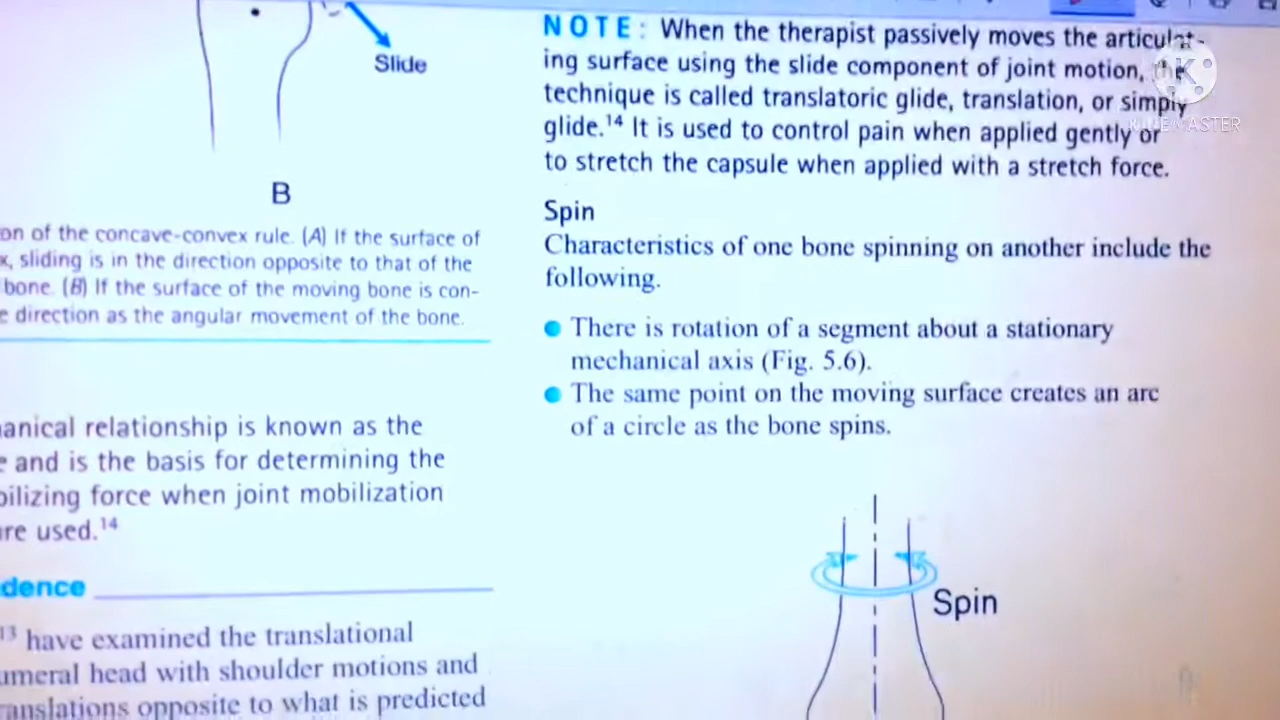 Slide
B
on of the concave-convex rule. (A) If the surface of
x, sliding is in the direction opposite to that of the
bone. (B) If the surface of the moving bone is con-
e direction as the angular movement of the bone.
anical relationship is known as the
e and is the basis for determining the
bilizing force when joint mobilization
are used.14
dence
13 have examined the translational
umeral head with shoulder motions and
anslations opposite to what is predicted
NOTE: When the therapist passively moves the articulat-
ing surface using the slide component of joint motion, the
technique is called translatoric glide, translation, or simply
glide.14 It is used to control pain when applied gently or
to stretch the capsule when applied with a stretch force.
Spin
Characteristics of one bone spinning on another include the
following.
There is rotation of a segment about a stationary
mechanical axis (Fig. 5.6).
The same point on the moving surface creates an arc
of a circle as the bone spins.
Spin
K
KINEMASTER